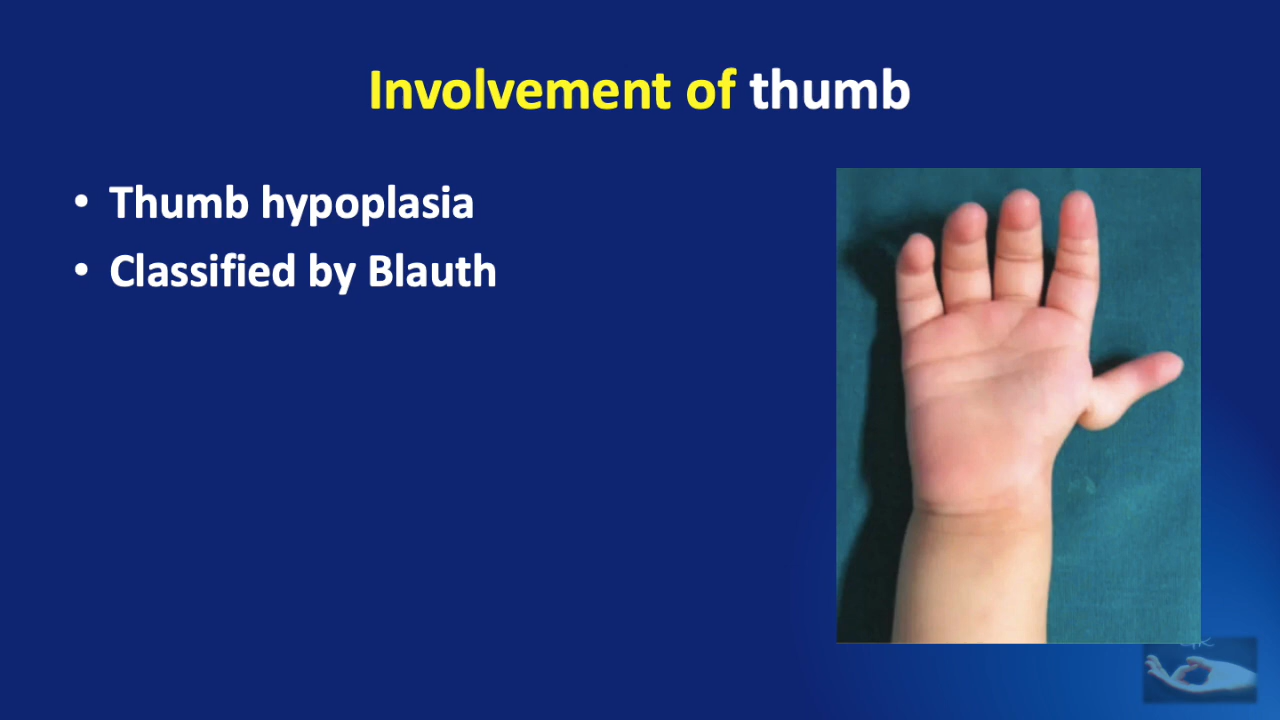 Involvement of thumb
• Thumb hypoplasia
• Classified by Blauth